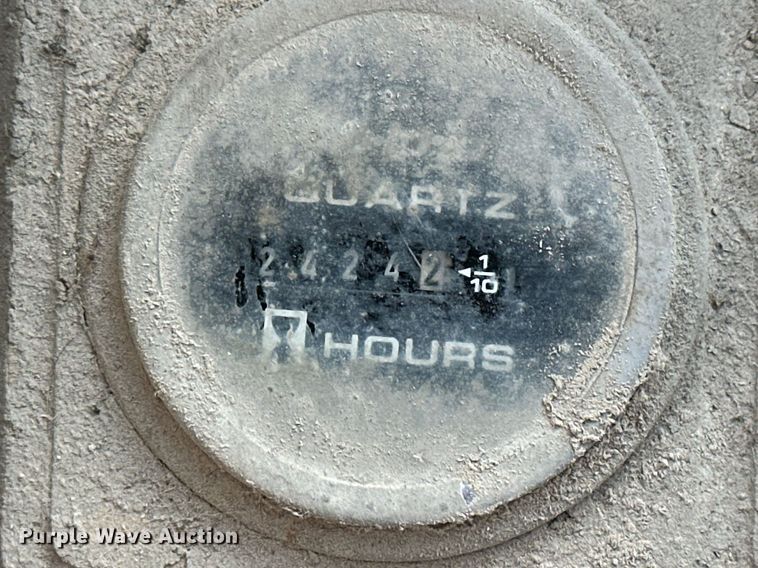 QUARTZ
2 4 2 4 2 ◄ 1/10
HOURS
Purple Wave Auction